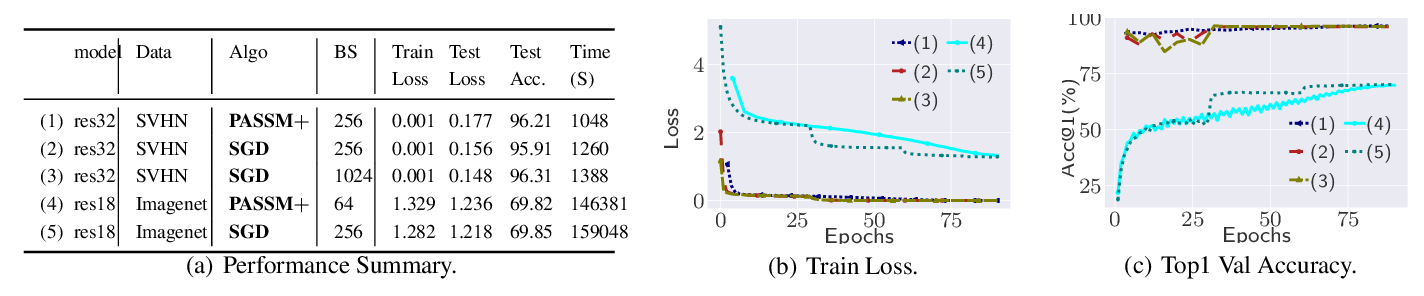 model Data Algo BS Train Test Test Time
Loss Loss Acc. (S)
(1) res32 SVHN PASSM+ 256 0.001 0.177 96.21 1048
(2) res32 SVHN SGD 256 0.001 0.156 95.91 1260
(3) res32 SVHN SGD 1024 0.001 0.148 96.31 1388
(4) res18 Imagenet PASSM+ 64 1.329 1.236 69.82 146381
(5) res18 Imagenet SGD 256 1.282 1.218 69.85 159048
(a) Performance Summary.
Loss
4
2
0
(1) (4)
(2) (5)
(3)
0 25 50 75
Epochs
(b) Train Loss.
Acc@1(%)
100
75
50
25
(1) (4)
(2) (5)
(3)
0 25 50 75
Epochs
(c) Top1 Val Accuracy.